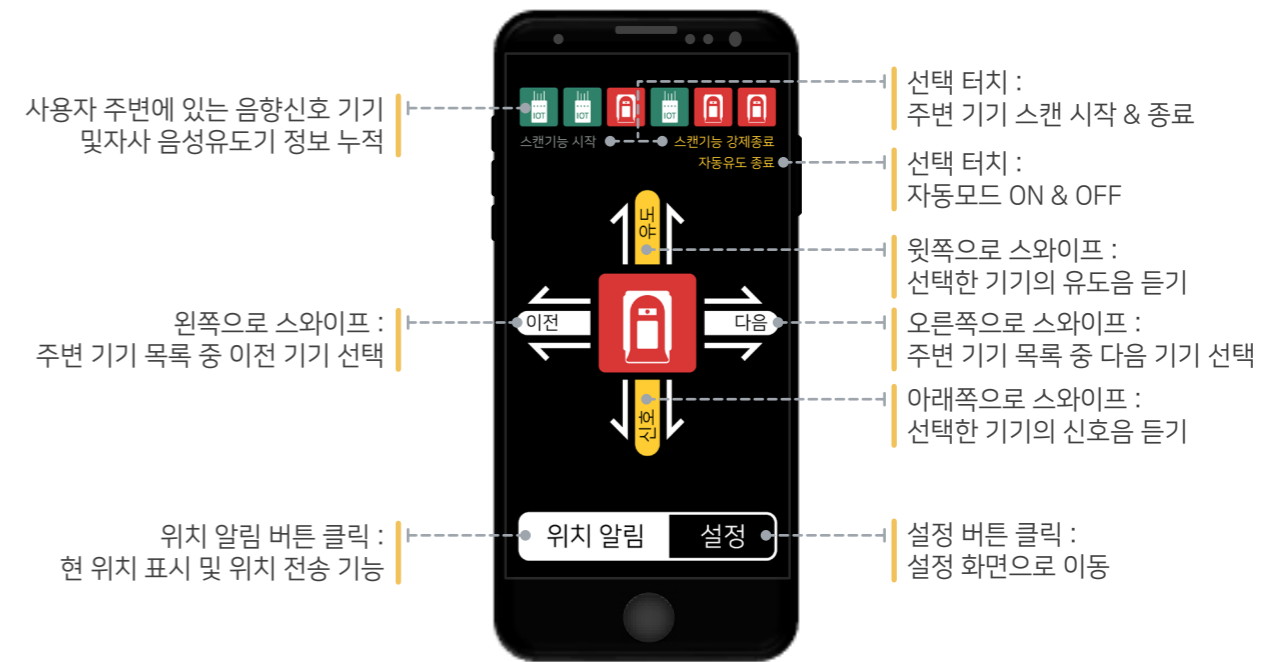 사용자 주변에 있는 음향신호 기기
및자사 음성유도기 정보 누적
왼쪽으로 스와이프 :
주변 기기 목록 중 이전 기기 선택
위치 알림 버튼 클릭 :
현 위치 표시 및 위치 전송 기능
IOT
IOT
IOT
스캔기능 시작
스캔기능 강제종료
자동유도 종료
유도
이전
다음
신호
위치 알림
설정
선택 터치 :
주변 기기 스캔 시작 & 종료
선택 터치 :
자동모드 ON & OFF
윗쪽으로 스와이프 :
선택한 기기의 유도음 듣기
오른쪽으로 스와이프 :
주변 기기 목록 중 다음 기기 선택
아래쪽으로 스와이프 :
선택한 기기의 신호음 듣기
설정 버튼 클릭 :
설정 화면으로 이동